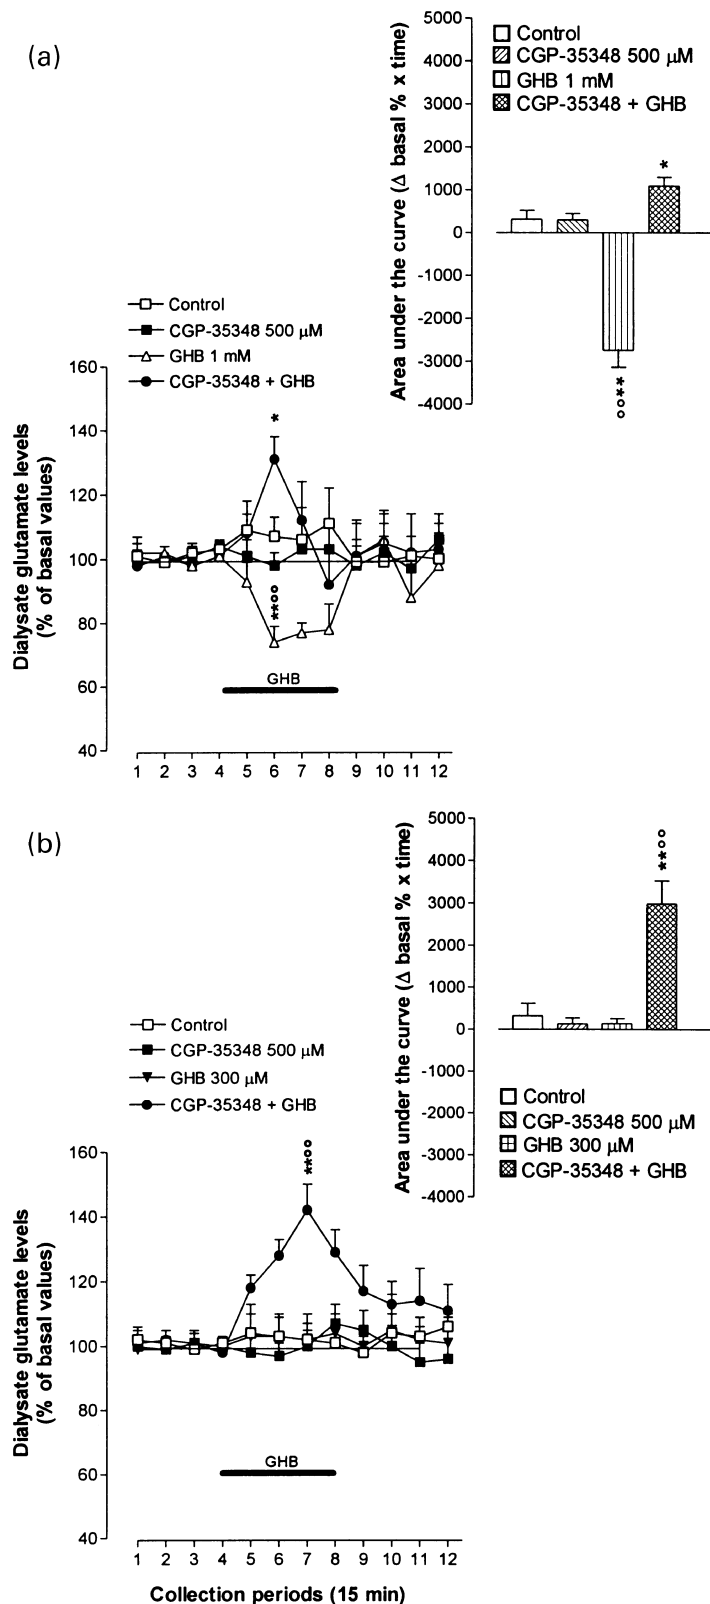 (a)
5000
4000
3000
2000
1000
0
-1000
-2000
-3000
-4000
Area under the curve (Δ basal % x time)
Control
CGP-35348 500 µM
GHB 1 mM
CGP-35348 + GHB
*
**°°
Control
CGP-35348 500 µM
GHB 1 mM
CGP-35348 + GHB
160
140
120
100
80
60
40
Dialysate glutamate levels
(% of basal values)
*
**°°
GHB
1 2 3 4 5 6 7 8 9 10 11 12
(b)
5000
4000
3000
2000
1000
0
-1000
-2000
-3000
-4000
Area under the curve (Δ basal % x time)
**°°
Control
CGP-35348 500 µM
GHB 300 µM
CGP-35348 + GHB
Control
CGP-35348 500 µM
GHB 300 µM
CGP-35348 + GHB
160
140
120
100
80
60
40
Dialysate glutamate levels
(% of basal values)
**°°
GHB
1 2 3 4 5 6 7 8 9 10 11 12
Collection periods (15 min)